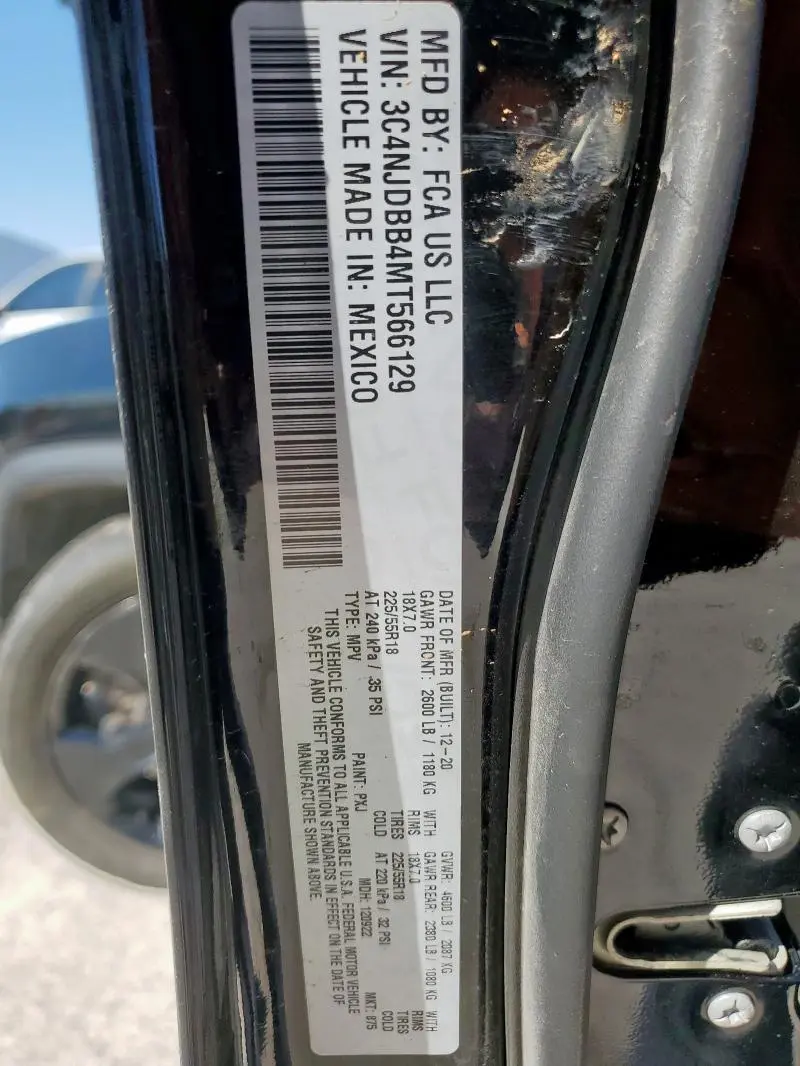 MFD BY: FCA US LLC
VIN: 3C4NJDBB4MT566129
VEHICLE MADE IN: MEXICO
DATE OF MFR (BUILT): 12-20 GVWR: 4600 LB / 2087 KG
GAWR FRONT: 2600 LB / 1180 KG WITH GAWR REAR: 2380 LB / 1080 KG WITH
18X7.0 RIMS 18X7.0 RIMS
225/55R18 TIRES 225/55R18 TIRES
AT 240 kPa / 35 PSI COLD AT 220 kPa / 32 PSI COLD
TYPE: MPV PAINT: PXJ MDH: 120922 MKT: B75
THIS VEHICLE CONFORMS TO ALL APPLICABLE U.S.A. FEDERAL MOTOR VEHICLE
SAFETY AND THEFT PREVENTION STANDARDS IN EFFECT ON THE DATE OF
MANUFACTURE SHOWN ABOVE.